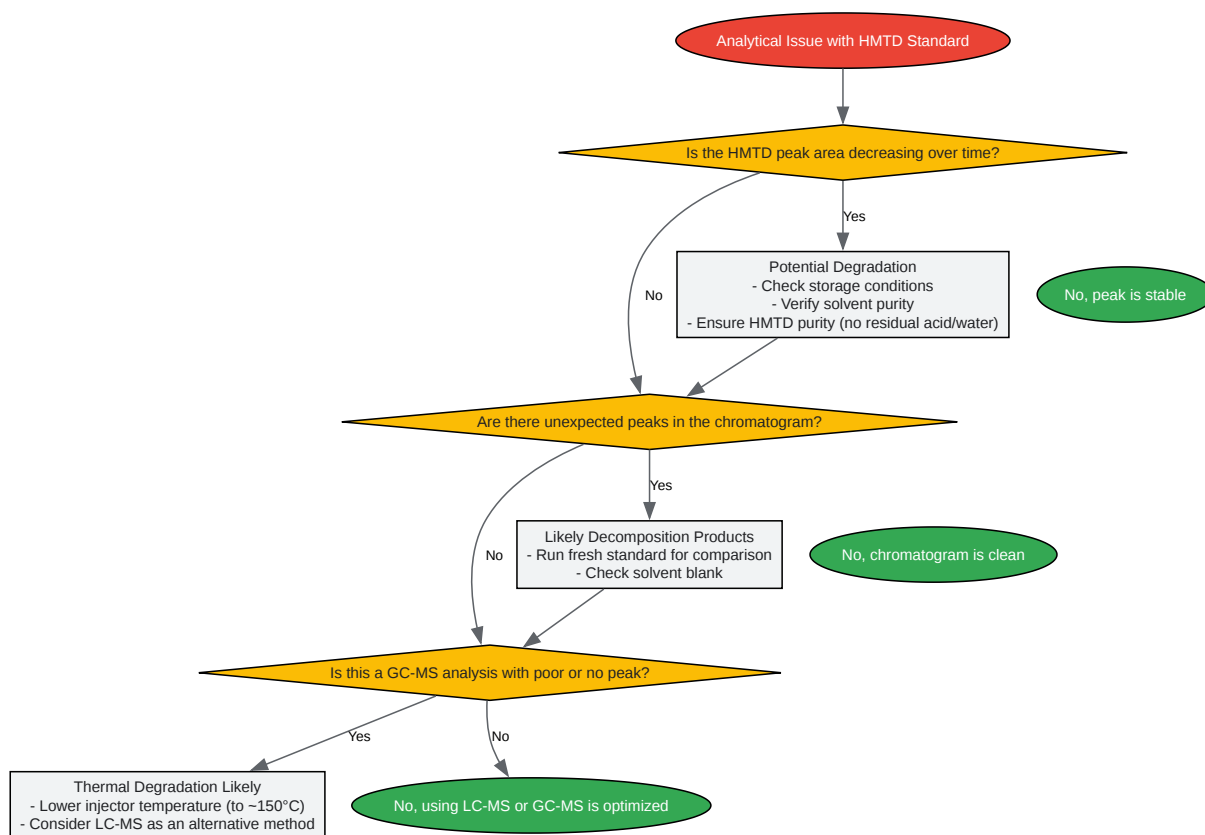 Analytical Issue with HMTD Standard
Is the HMTD peak area decreasing over time?
Yes
No
Potential Degradation
- Check storage conditions
- Verify solvent purity
- Ensure HMTD purity (no residual acid/water)
No, peak is stable
Are there unexpected peaks in the chromatogram?
Yes
No
Likely Decomposition Products
- Run fresh standard for comparison
- Check solvent blank
No, chromatogram is clean
Is this a GC-MS analysis with poor or no peak?
Yes
No
Thermal Degradation Likely
- Lower injector temperature (to ~150°C)
- Consider LC-MS as an alternative method
No, using LC-MS or GC-MS is optimized